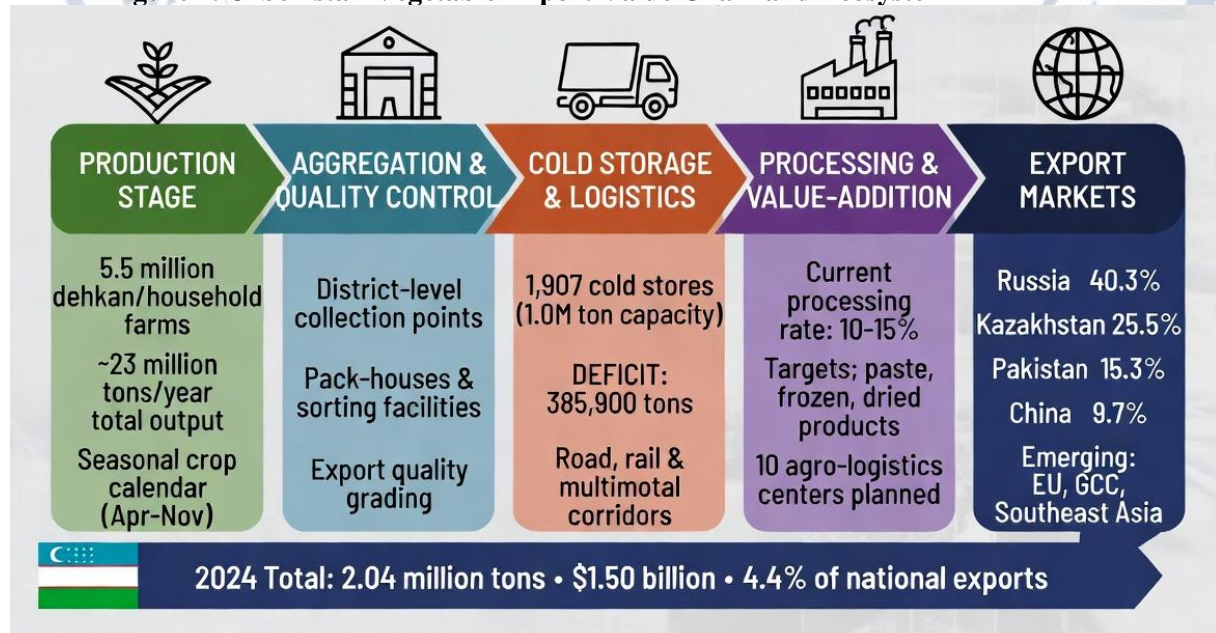 PRODUCTION
STAGE
5.5 million
dehkan/household
farms
~23 million
tons/year
total output
Seasonal crop
calendar
(Apr-Nov)
AGGREGATION &
QUALITY CONTROL
District-level
collection points
Pack-houses &
sorting facilities
Export quality
grading
COLD STORAGE
& LOGISTICS
1,907 cold stores
(1.0M ton capacity)
DEFICIT:
385,900 tons
Road, rail &
multimotal
corridors
PROCESSING &
VALUE-ADDITION
Current
processing
rate: 10-15%
Targets; paste,
frozen, dried
products
10 agro-logistics
centers planned
EXPORT
MARKETS
Russia 40.3%
Kazakhstan 25.5%
Pakistan 15.3%
China 9.7%
Emerging:
EU, GCC,
Southeast Asia
2024 Total: 2.04 million tons • $1.50 billion • 4.4% of national exports